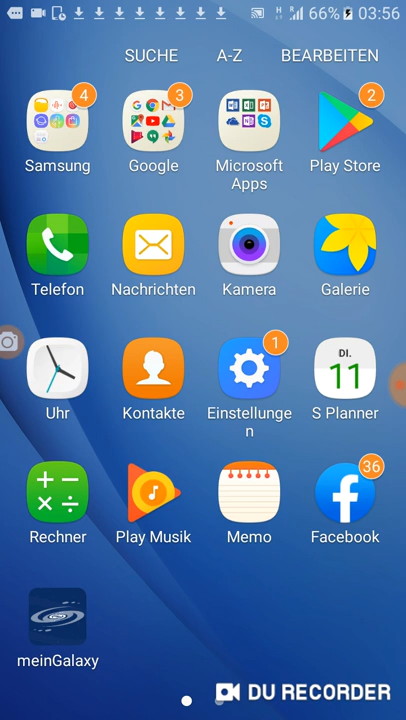 66% 03:56
SUCHE A-Z BEARBEITEN
4 3 2
Samsung Google Microsoft Apps Play Store
Telefon Nachrichten Kamera Galerie
1
DI.
11
Uhr Kontakte Einstellunge
n S Planner
36
Rechner Play Musik Memo Facebook
meinGalaxy
DU RECORDER